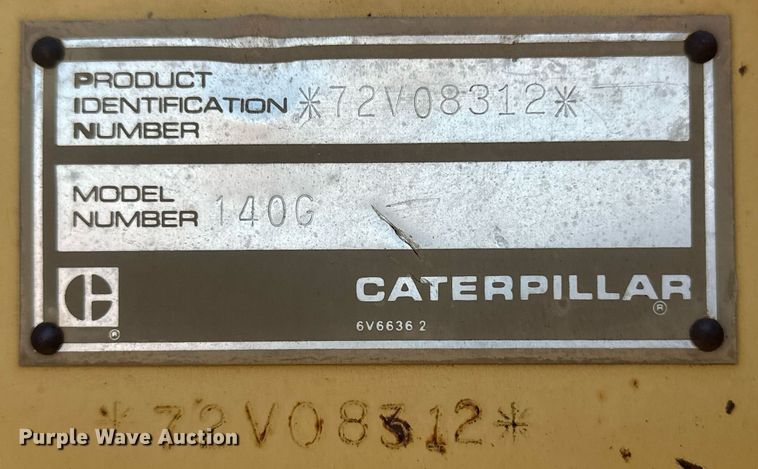 PRODUCT
IDENTIFICATION *72V08312*
NUMBER
MODEL
NUMBER 140G
C ®
CATERPILLAR ®
6V6636 2
*72V08312*
Purple Wave Auction